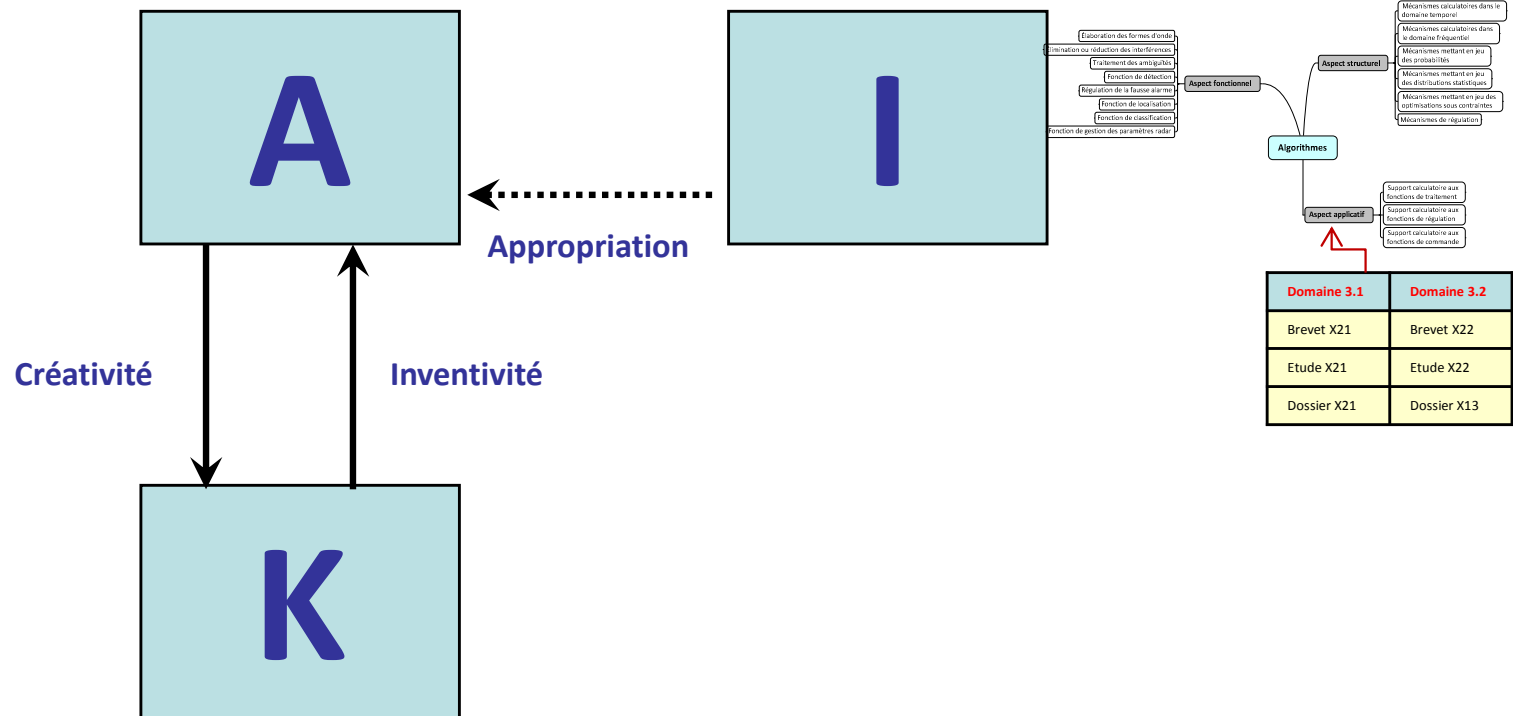 A
I
K
Appropriation
Créativité
Inventivité
Élaboration des formes d'onde
Élimination ou réduction des interférences
Traitement des ambiguïtés
Fonction de détection
Régulation de la fausse alarme
Fonction de localisation
Fonction de classification
Fonction de gestion des paramètres radar
Aspect fonctionnel
Algorithmes
Aspect structurel
Mécanismes calculatoires dans le
domaine temporel
Mécanismes calculatoires dans
le domaine fréquentiel
Mécanismes mettant en jeu
des probabilités
Mécanismes mettant en jeu
des distributions statistiques
Mécanismes mettant en jeu des
optimisations sous contraintes
Mécanismes de régulation
Aspect applicatif
Support calculatoire aux
fonctions de traitement
Support calculatoire aux
fonctions de régulation
Support calculatoire aux
fonctions de commande
Domaine 3.1 Domaine 3.2
Brevet X21 Brevet X22
Etude X21 Etude X22
Dossier X21 Dossier X13